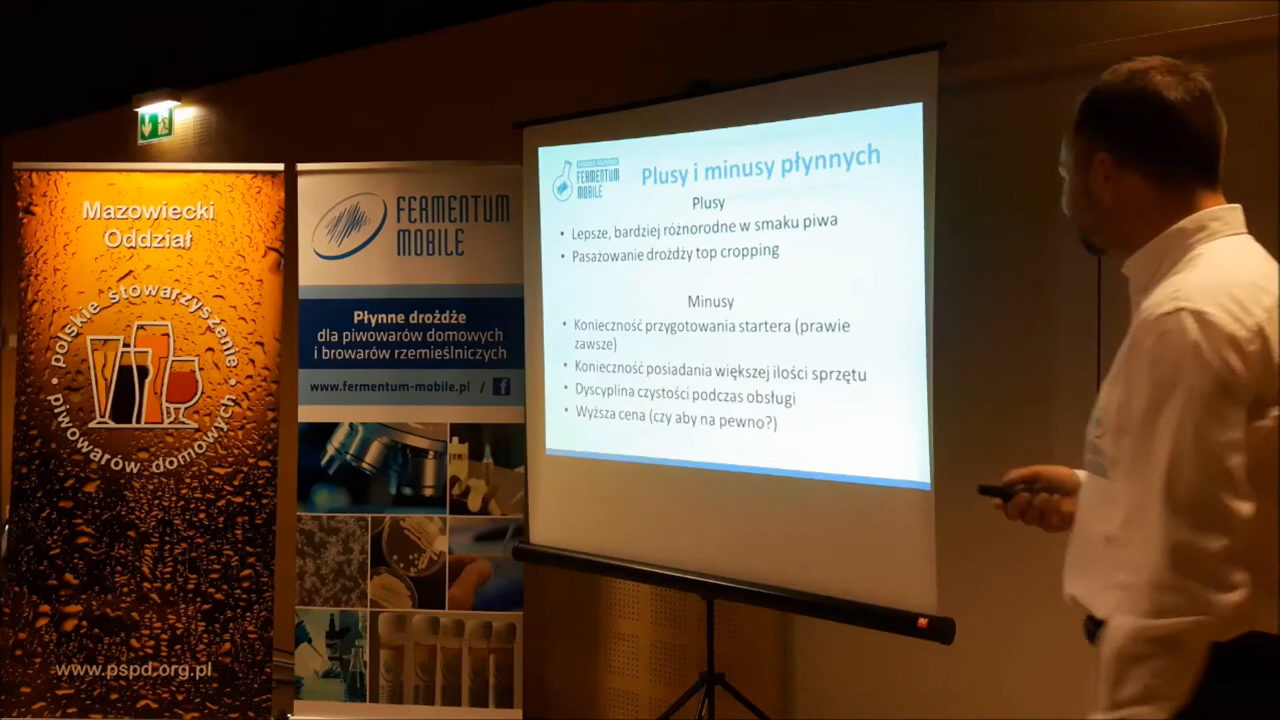 Mazowiecki
Oddział
polskie stowarzyszenie
piwowarów domowych
www.pspd.org.pl
FERMENTUM
MOBILE
Płynne drożdże
dla piwowarów domowych
i browarów rzemieślniczych
www.fermentum-mobile.pl / f
FERMENTUM
MOBILE
Plusy i minusy płynnych
Plusy
• Lepsze, bardziej różnorodne w smaku piwa
• Pasażowanie drożdży top cropping
Minusy
• Konieczność przygotowania startera (prawie
zawsze)
• Konieczność posiadania większej ilości sprzętu
• Dyscyplina czystości podczas obsługi
• Wyższa cena (czy aby na pewno?)